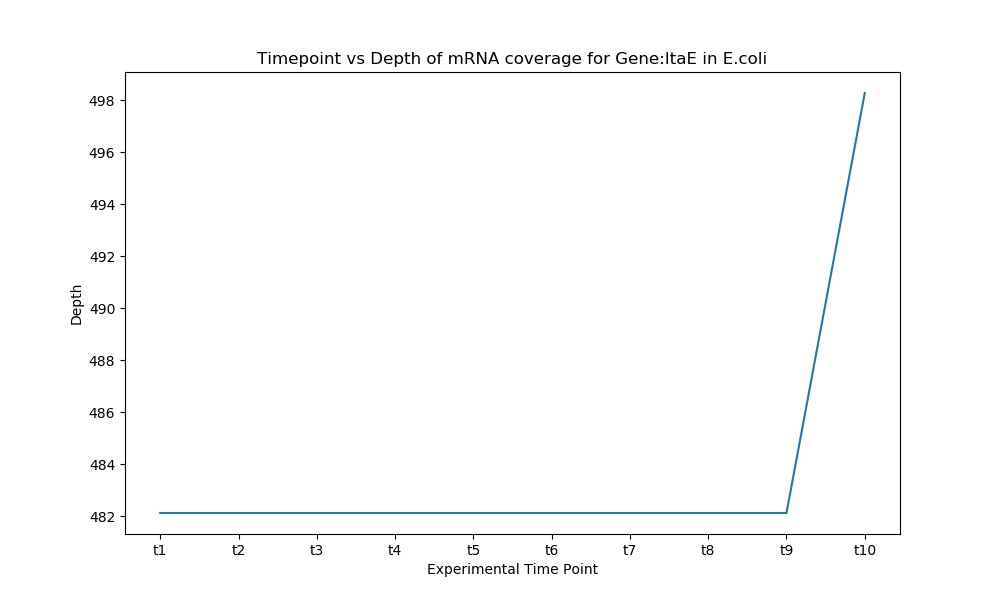 Timepoint vs Depth of mRNA coverage for Gene:ltaE in E.coli
498
496
494
492
490
488
486
484
482
Depth
t1 t2 t3 t4 t5 t6 t7 t8 t9 t10
Experimental Time Point